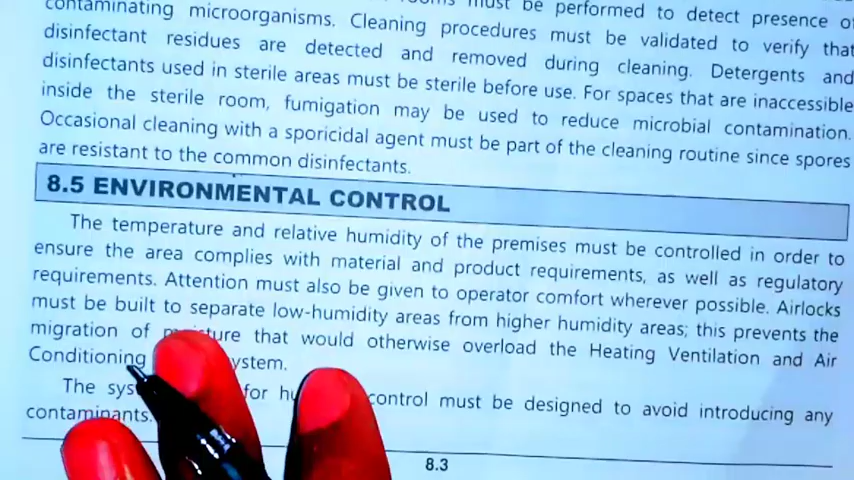 must be performed to detect presence of
contaminating microorganisms. Cleaning procedures must be validated to verify that
disinfectant residues are detected and removed during cleaning. Detergents and
disinfectants used in sterile areas must be sterile before use. For spaces that are inaccessible
inside the sterile room, fumigation may be used to reduce microbial contamination.
Occasional cleaning with a sporicidal agent must be part of the cleaning routine since spores
are resistant to the common disinfectants.
8.5 ENVIRONMENTAL CONTROL
The temperature and relative humidity of the premises must be controlled in order to
ensure the area complies with material and product requirements, as well as regulatory
requirements. Attention must also be given to operator comfort wherever possible. Airlocks
must be built to separate low-humidity areas from higher humidity areas; this prevents the
migration of moisture that would otherwise overload the Heating Ventilation and Air
Conditioning
The for control must be designed to avoid introducing any
contaminants.
8.3